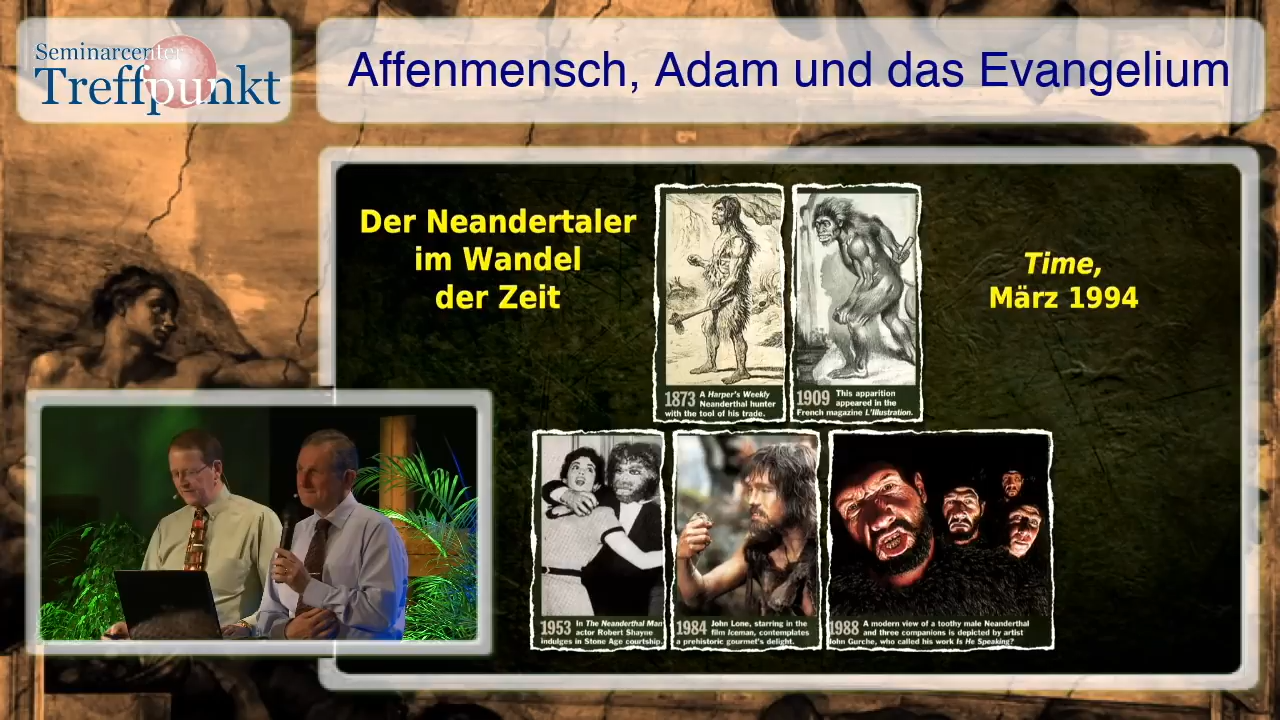 Seminarcenter
Treffpunkt
Affenmensch, Adam und das Evangelium
Der Neandertaler
im Wandel
der Zeit
Time,
März 1994
1873 A Harper's Weekly
Neanderthal hunter
with the tool of his trade.
1909 This apparition
appeared in the
French magazine L'Illustration.
1953 In The Neanderthal Man
actor Robert Shayne
indulges in Stone Age courtship.
1984 John Lone, starring in the
film Iceman, contemplates
a prehistoric gourmet's delight.
1988 A modern view of a toothy male Neanderthal
and three companions is depicted by artist
John Gurche, who called his work Is He Speaking?